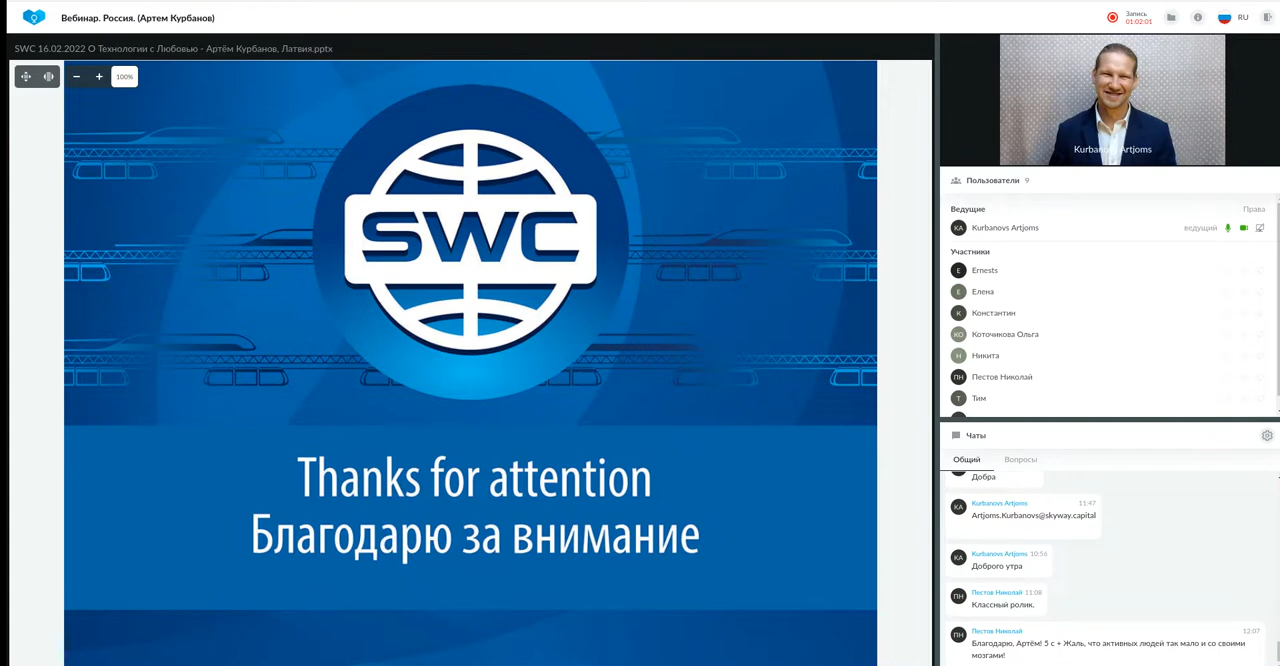 Вебинар. Россия. (Артем Курбанов)
Запись
01:02:01
RU
SWC 16.02.2022 О Технологии с Любовью - Артём Курбанов, Латвия.pptx
100%
SWC
Thanks for attention
Благодарю за внимание
Kurbanovs Artjoms
Пользователи 9
Ведущие Права
KA Kurbanovs Artjoms ведущий
Участники
E Ernests
Е Елена
К Константин
КО Коточикова Ольга
Н Никита
ПН Пестов Николай
Т Тим
Чаты
Общий Вопросы
Добра
KA Kurbanovs Artjoms 11:47
Artjoms.Kurbanovs@skyway.capital
KA Kurbanovs Artjoms 10:56
Доброго утра
ПН Пестов Николай 11:08
Классный ролик.
ПН Пестов Николай 12:07
Благодарю, Артём! 5 с + Жаль, что активных людей так мало и со своими
мозгами!